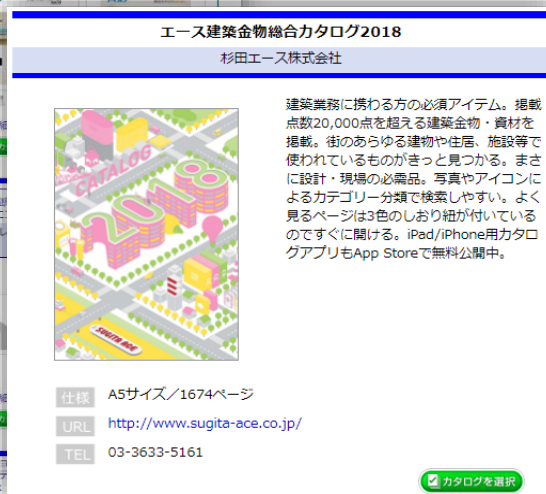 エース建築金物総合カタログ2018
杉田エース株式会社
建築業務に携わる方の必須アイテム。掲載
点数20,000点を超える建築金物・資材を
掲載。街のあらゆる建物や住居、施設等で
使われているものがきっと見つかる。まさ
に設計・現場の必需品。写真やアイコンに
よるカテゴリー分類で検索しやすい。よく
見るページは3色のしおり紐が付いている
のですぐに開ける。iPad/iPhone用カタロ
グアプリもApp Storeで無料公開中。
CATALOG
2018
SUGITA ACE
仕様 A5サイズ／1674ページ
URL http://www.sugita-ace.co.jp/
TEL 03-3633-5161
カタログを選択